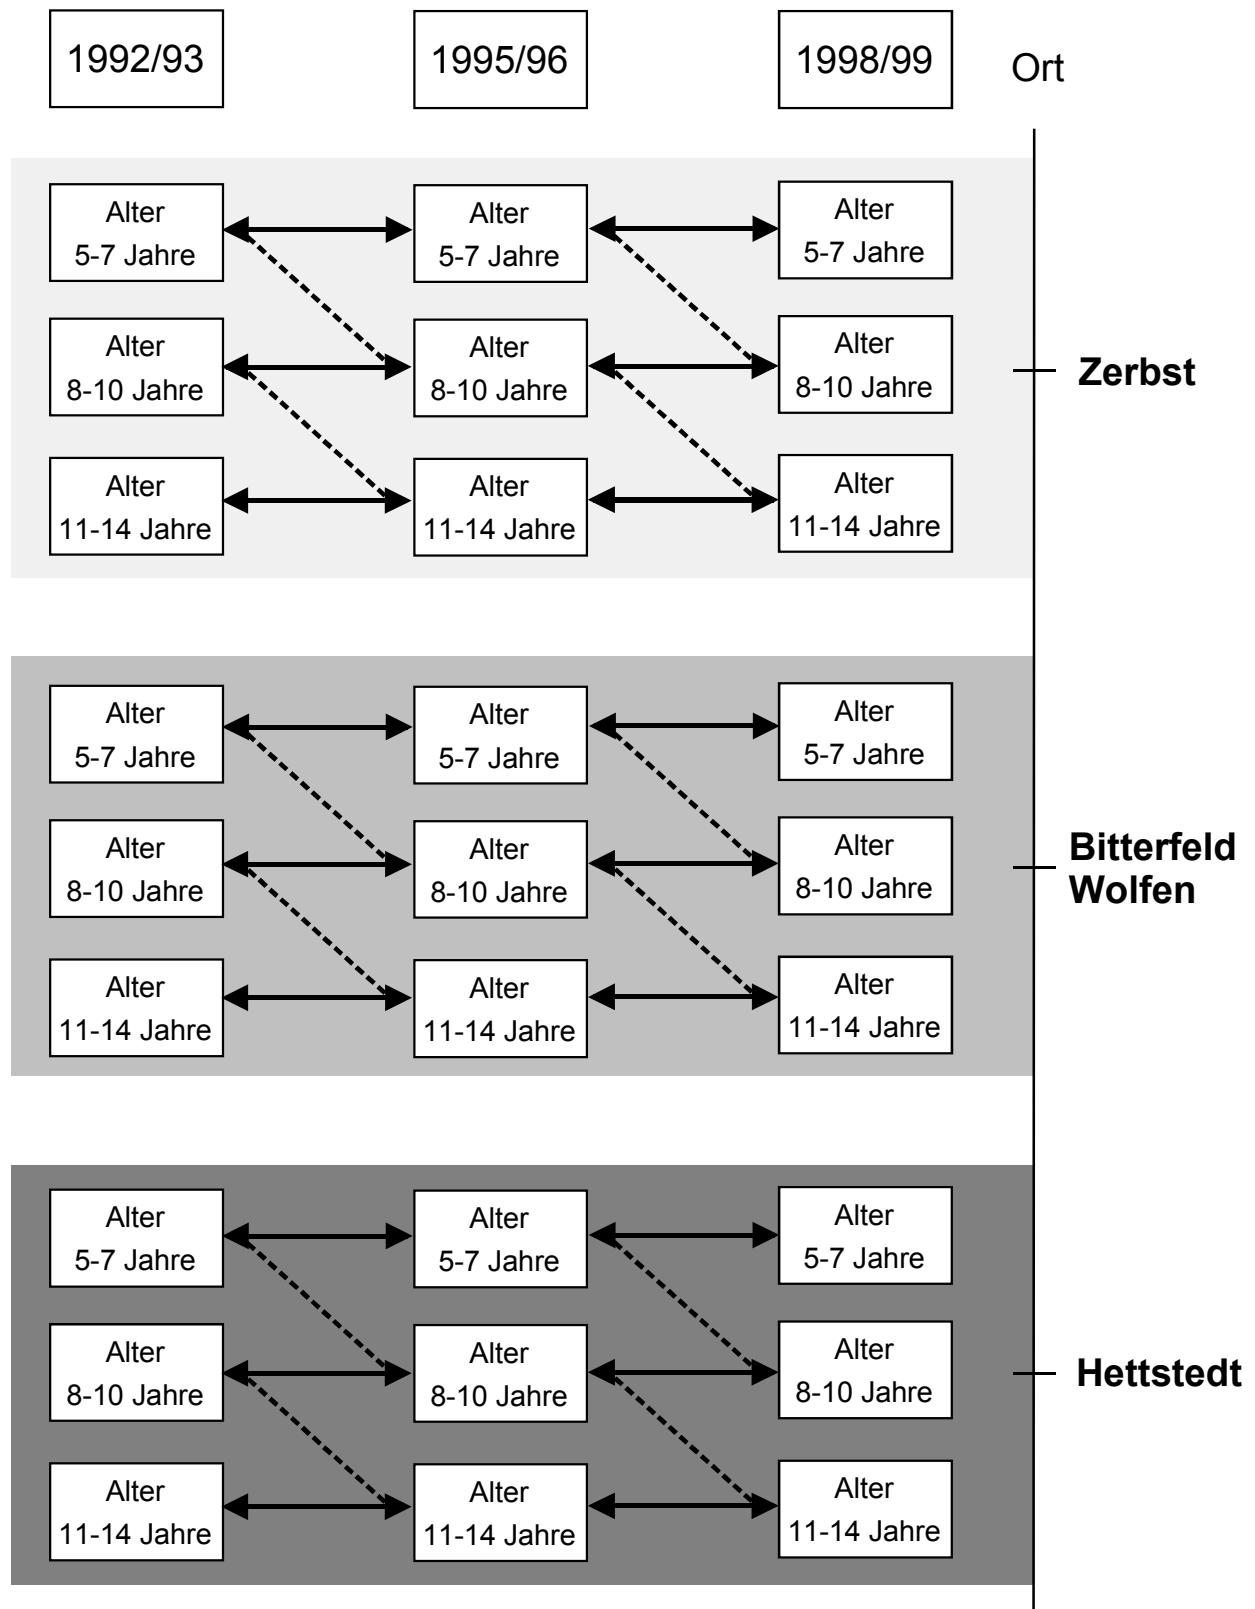 1992/93
1995/96
1998/99
Ort
Alter
5-7 Jahre
Alter
5-7 Jahre
Alter
5-7 Jahre
Alter
8-10 Jahre
Alter
8-10 Jahre
Alter
8-10 Jahre
Zerbst
Alter
11-14 Jahre
Alter
11-14 Jahre
Alter
11-14 Jahre
Alter
5-7 Jahre
Alter
5-7 Jahre
Alter
5-7 Jahre
Alter
8-10 Jahre
Alter
8-10 Jahre
Alter
8-10 Jahre
Bitterfeld
Wolfen
Alter
11-14 Jahre
Alter
11-14 Jahre
Alter
11-14 Jahre
Alter
5-7 Jahre
Alter
5-7 Jahre
Alter
5-7 Jahre
Alter
8-10 Jahre
Alter
8-10 Jahre
Alter
8-10 Jahre
Hettstedt
Alter
11-14 Jahre
Alter
11-14 Jahre
Alter
11-14 Jahre